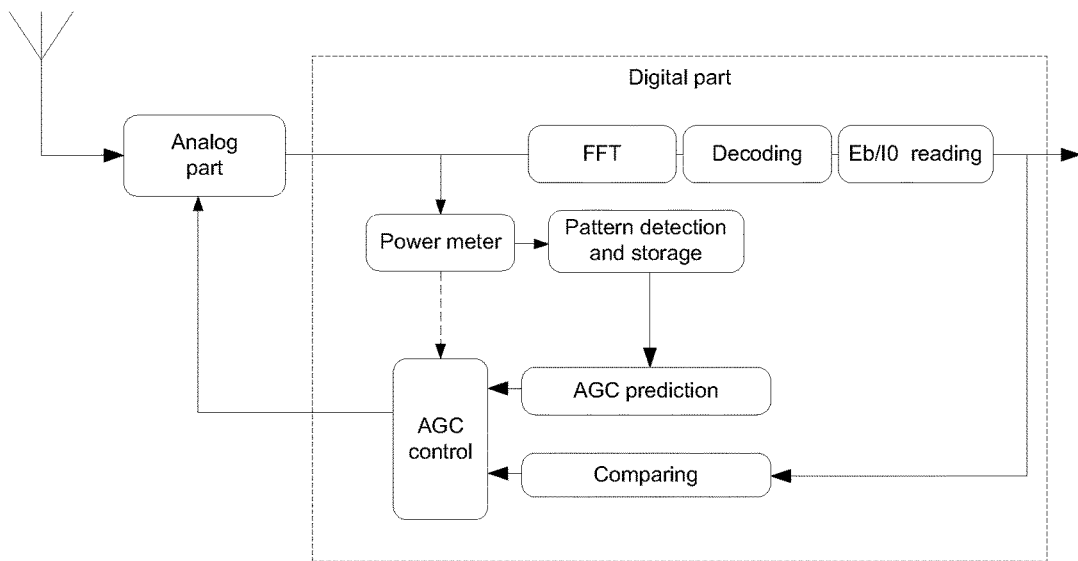 Digital part
Analog
part
FFT
Decoding
Eb/I0 reading
Power meter
Pattern detection
and storage
AGC prediction
AGC
control
Comparing